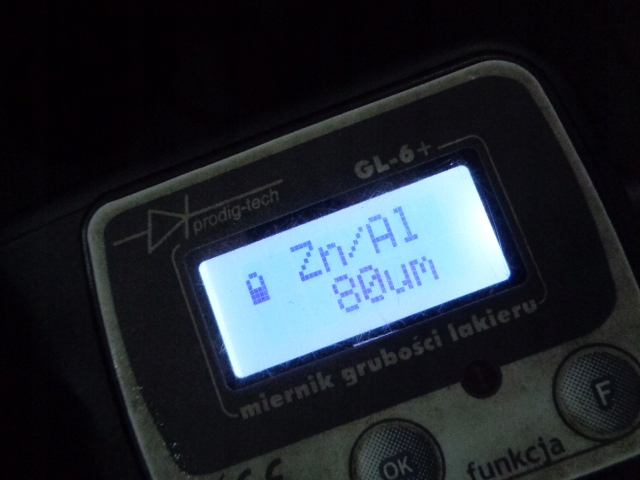 GL-6+
prodig-tech
Zn/Al
80um
miernik grubości lakieru
F
OK
funkcja